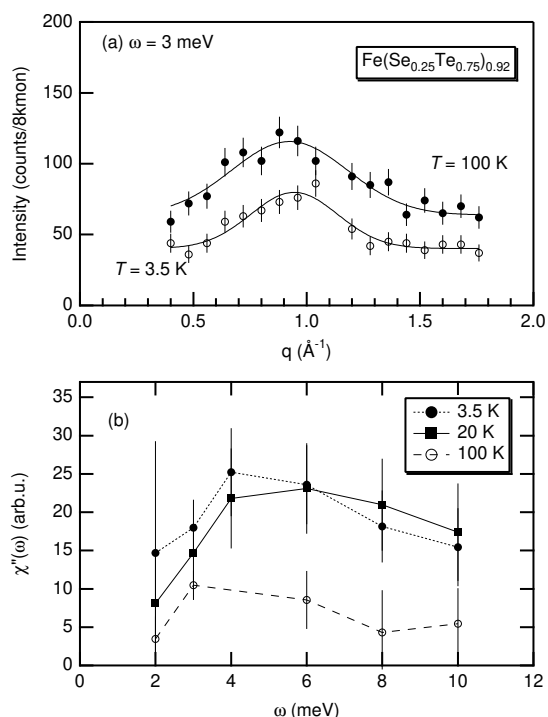 (a) ω = 3 meV
Fe(Se0.25Te0.75)0.92
Intensity (counts/8kmon)
200
150
100
50
0
T = 100 K
T = 3.5 K
0.0 0.5 1.0 1.5 2.0
q (Å-1)
(b)
3.5 K
20 K
100 K
χ"(ω) (arb.u.)
35
30
25
20
15
10
5
0
0 2 4 6 8 10 12
ω (meV)